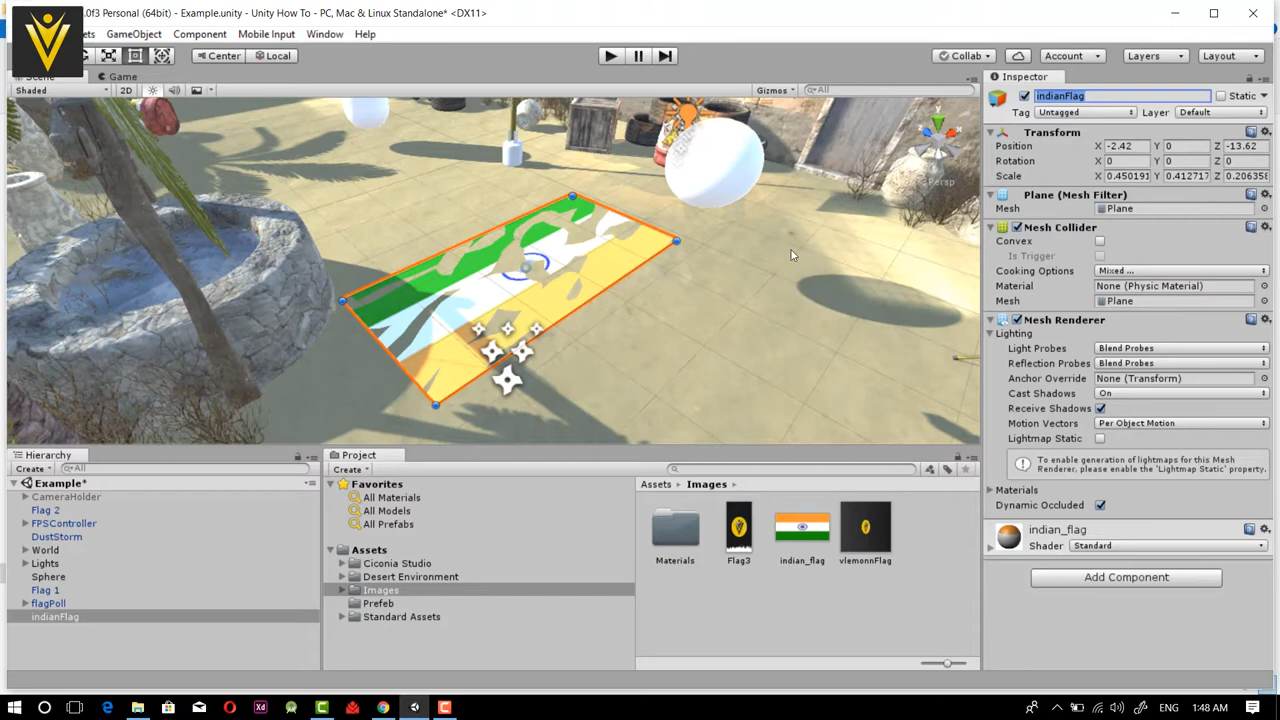 .0f3 Personal (64bit) - Example.unity - Unity How To - PC, Mac & Linux Standalone* <DX11>
ets GameObject Component Mobile Input Window Help
Center Local Collab Account Layers Layout
Scene Game Inspector
Shaded 2D Gizmos All
indianFlag Static
Tag Untagged Layer Default
Transform
Position X -2.42 Y 0 Z -13.62
Rotation X 0 Y 0 Z 0
Scale X 0.450191 Y 0.412717 Z 0.206358
Y
X
Persp
Plane (Mesh Filter)
Mesh Plane
Mesh Collider
Convex
Is Trigger
Cooking Options Mixed ...
Material None (Physic Material)
Mesh Plane
Mesh Renderer
Lighting
Light Probes Blend Probes
Reflection Probes Blend Probes
Anchor Override None (Transform)
Cast Shadows On
Receive Shadows
Motion Vectors Per Object Motion
Lightmap Static
To enable generation of lightmaps for this Mesh
Renderer, please enable the 'Lightmap Static' property.
Materials
Dynamic Occluded
indian_flag
Shader Standard
Add Component
Hierarchy
Create All
Example*
CameraHolder
Flag 2
FPSController
DustStorm
World
Lights
Sphere
Flag 1
flagPoll
indianFlag
Project
Create
Favorites
All Materials
All Models
All Prefabs
Assets
Ciconia Studio
Desert Environment
Images
Prefeb
Standard Assets
Assets Images
Materials Flag3 indian_flag vlemonnFlag
Xd
ENG 1:48 AM